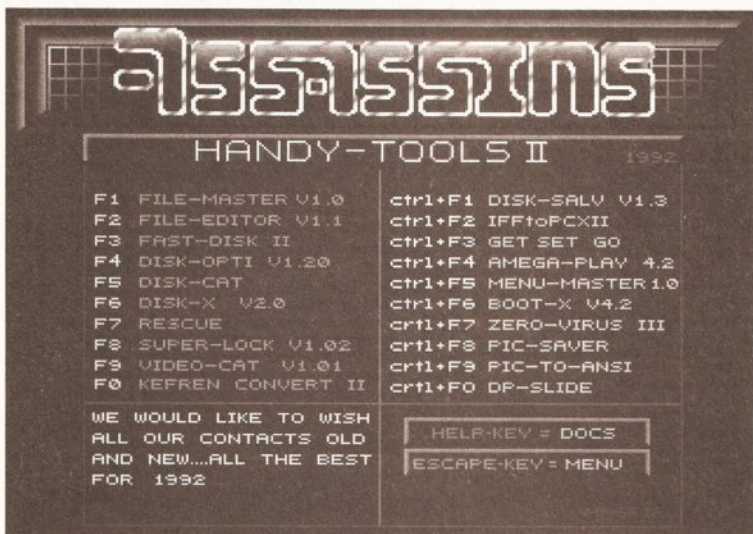 ASSASSINS
HANDY-TOOLS II 1992
F1 FILE-MASTER V1.0
F2 FILE-EDITOR V1.1
F3 FAST-DISK II
F4 DISK-OPTI V1.20
F5 DISK-CAT
F6 DISK-X V2.0
F7 RESCUE
F8 SUPER-LOCK V1.02
F9 VIDEO-CAT V1.01
F0 KEFREN CONVERT II
ctrl+F1 DISK-SALV V1.3
ctrl+F2 IFFtoPCXII
ctrl+F3 GET SET GO
ctrl+F4 AMEGA-PLAY 4.2
ctrl+F5 MENU-MASTER 1.0
ctrl+F6 BOOT-X V4.2
crtl+F7 ZERO-VIRUS III
crtl+F8 PIC-SAVER
crtl+F9 PIC-TO-ANSI
crtl+F0 DP-SLIDE
WE WOULD LIKE TO WISH
ALL OUR CONTACTS OLD
AND NEW....ALL THE BEST
FOR 1992
HELP-KEY = DOCS
ESCAPE-KEY = MENU